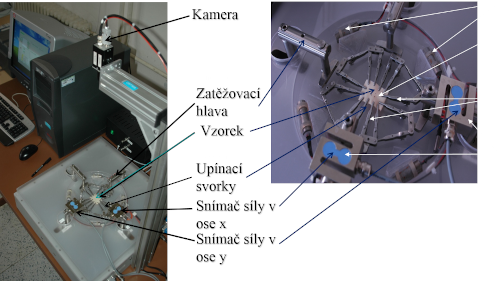 Kamera
Zatěžovací
hlava
Vzorek
Upínací
svorky
Snímač síly v
ose x
Snímač síly v
ose y